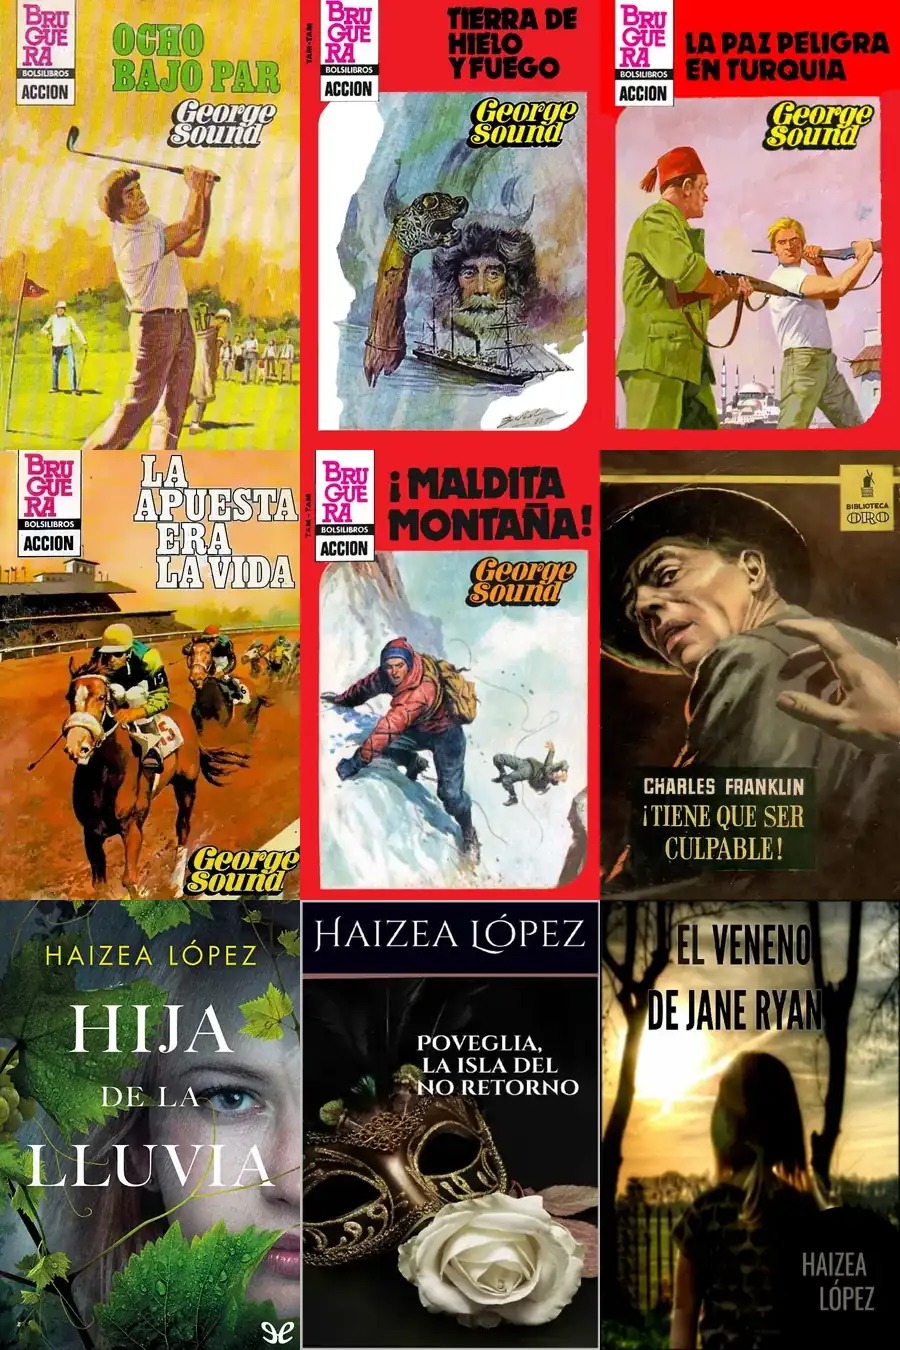 BRU
GUE
RA
BOLSILIBROS
ACCION
OCHO
BAJO PAR
George
Sound
TAM-TAM
BRU
GUE
RA
BOLSILIBROS
ACCION
TIERRA DE
HIELO
Y FUEGO
George
Sound
BRU
GUE
RA
BOLSILIBROS
ACCION
LA PAZ PELIGRA
EN TURQUIA
George
Sound
BRU
GUE
RA
BOLSILIBROS
ACCION
LA
APUESTA
ERA
LA VIDA
George
Sound
TAM-TAM
BRU
GUE
RA
BOLSILIBROS
ACCION
¡MALDITA
MONTAÑA!
George
Sound
BIBLIOTECA
ORO
CHARLES FRANKLIN
¡TIENE QUE SER
CULPABLE!
HAIZEA LÓPEZ
HIJA
DE LA
LLUVIA
HAIZEA LÓPEZ
POVEGLIA,
LA ISLA DEL
NO RETORNO
EL VENENO
DE JANE RYAN
HAIZEA
LÓPEZ